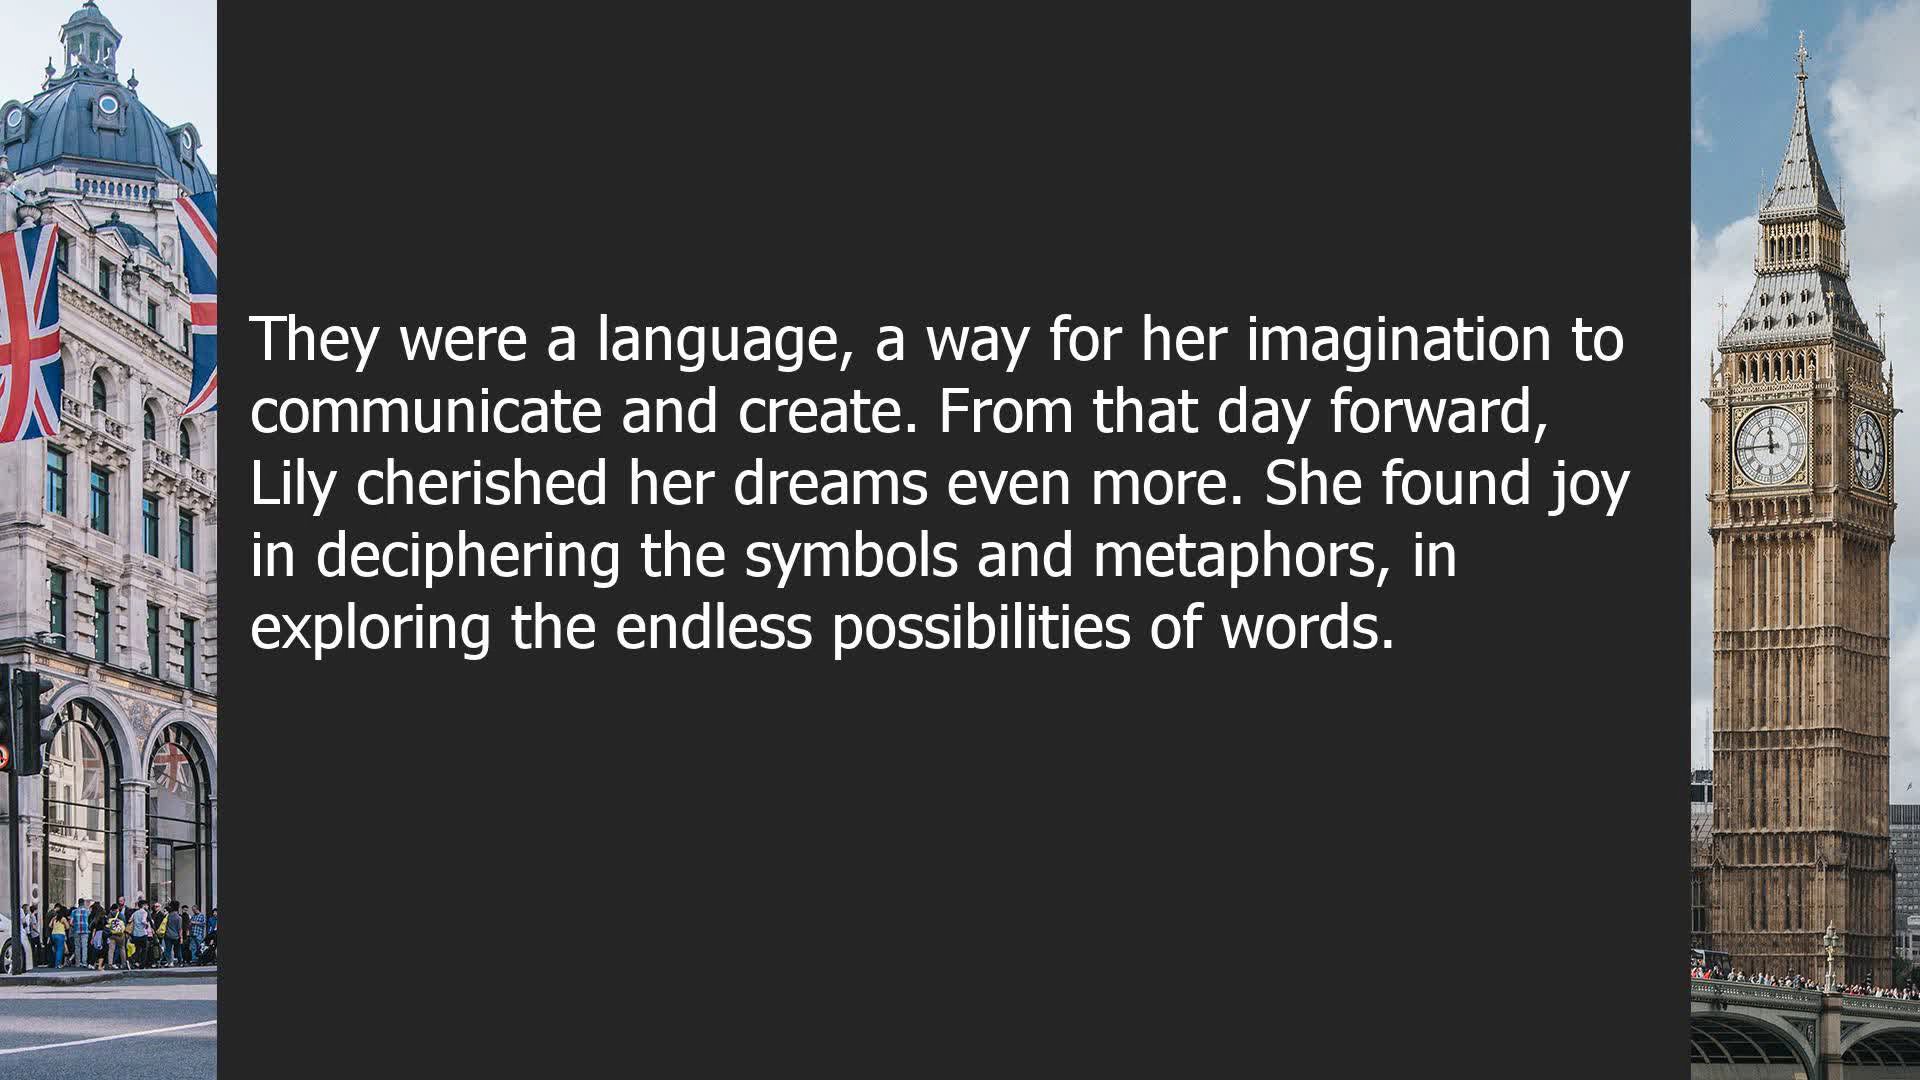 They were a language, a way for her imagination to
communicate and create. From that day forward,
Lily cherished her dreams even more. She found joy
in deciphering the symbols and metaphors, in
exploring the endless possibilities of words.